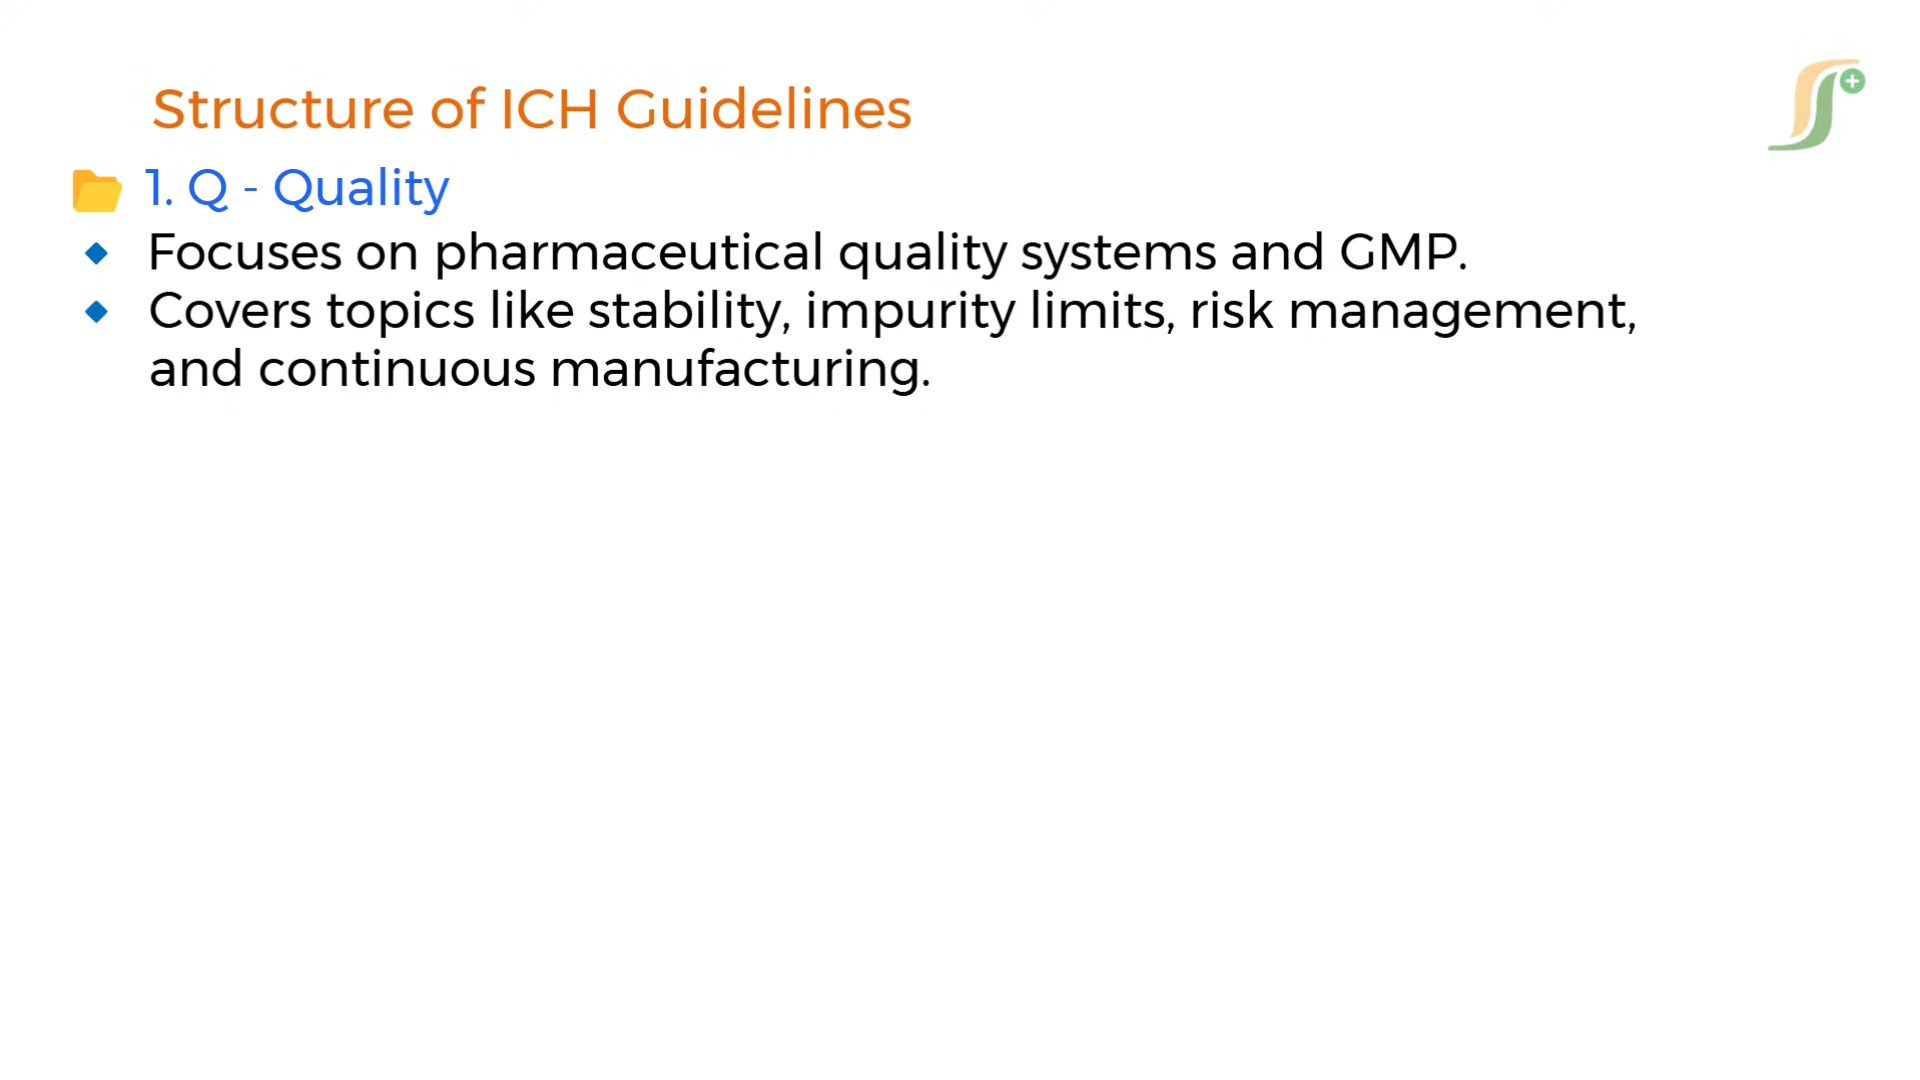 Structure of ICH Guidelines
1. Q - Quality
Focuses on pharmaceutical quality systems and GMP.
Covers topics like stability, impurity limits, risk management,
and continuous manufacturing.